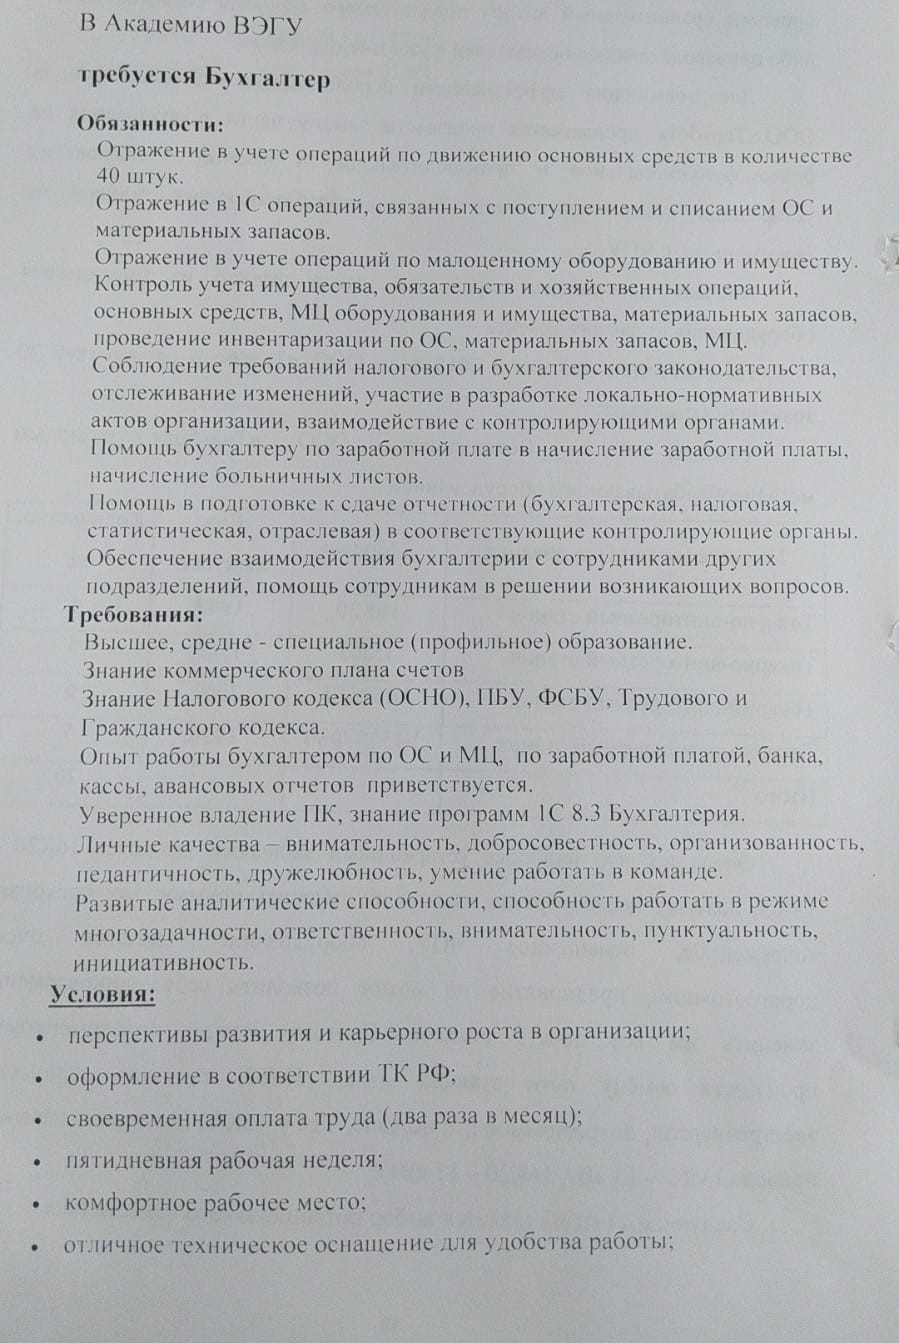 В Академию ВЭГУ
требуется Бухгалтер
Обязанности:
Отражение в учете операций по движению основных средств в количестве
40 штук.
Отражение в 1С операций, связанных с поступлением и списанием ОС и
материальных запасов.
Отражение в учете операций по малоценному оборудованию и имуществу.
Контроль учета имущества, обязательств и хозяйственных операций,
основных средств, МЦ оборудования и имущества, материальных запасов,
проведение инвентаризации по ОС, материальных запасов, МЦ.
Соблюдение требований налогового и бухгалтерского законодательства,
отслеживание изменений, участие в разработке локально-нормативных
актов организации, взаимодействие с контролирующими органами.
Помощь бухгалтеру по заработной плате в начисление заработной платы,
начисление больничных листов.
Помощь в подготовке к сдаче отчетности (бухгалтерская, налоговая,
статистическая, отраслевая) в соответствующие контролирующие органы.
Обеспечение взаимодействия бухгалтерии с сотрудниками других
подразделений, помощь сотрудникам в решении возникающих вопросов.
Требования:
Высшее, средне - специальное (профильное) образование.
Знание коммерческого плана счетов
Знание Налогового кодекса (ОСНО), ПБУ, ФСБУ, Трудового и
Гражданского кодекса.
Опыт работы бухгалтером по ОС и МЦ, по заработной платой, банка,
кассы, авансовых отчетов приветствуется.
Уверенное владение ПК, знание программ 1С 8.3 Бухгалтерия.
Личные качества – внимательность, добросовестность, организованность,
педантичность, дружелюбность, умение работать в команде.
Развитые аналитические способности, способность работать в режиме
многозадачности, ответственность, внимательность, пунктуальность,
инициативность.
Условия:
• перспективы развития и карьерного роста в организации;
• оформление в соответствии ТК РФ;
• своевременная оплата труда (два раза в месяц);
• пятидневная рабочая неделя;
• комфортное рабочее место;
• отличное техническое оснащение для удобства работы;